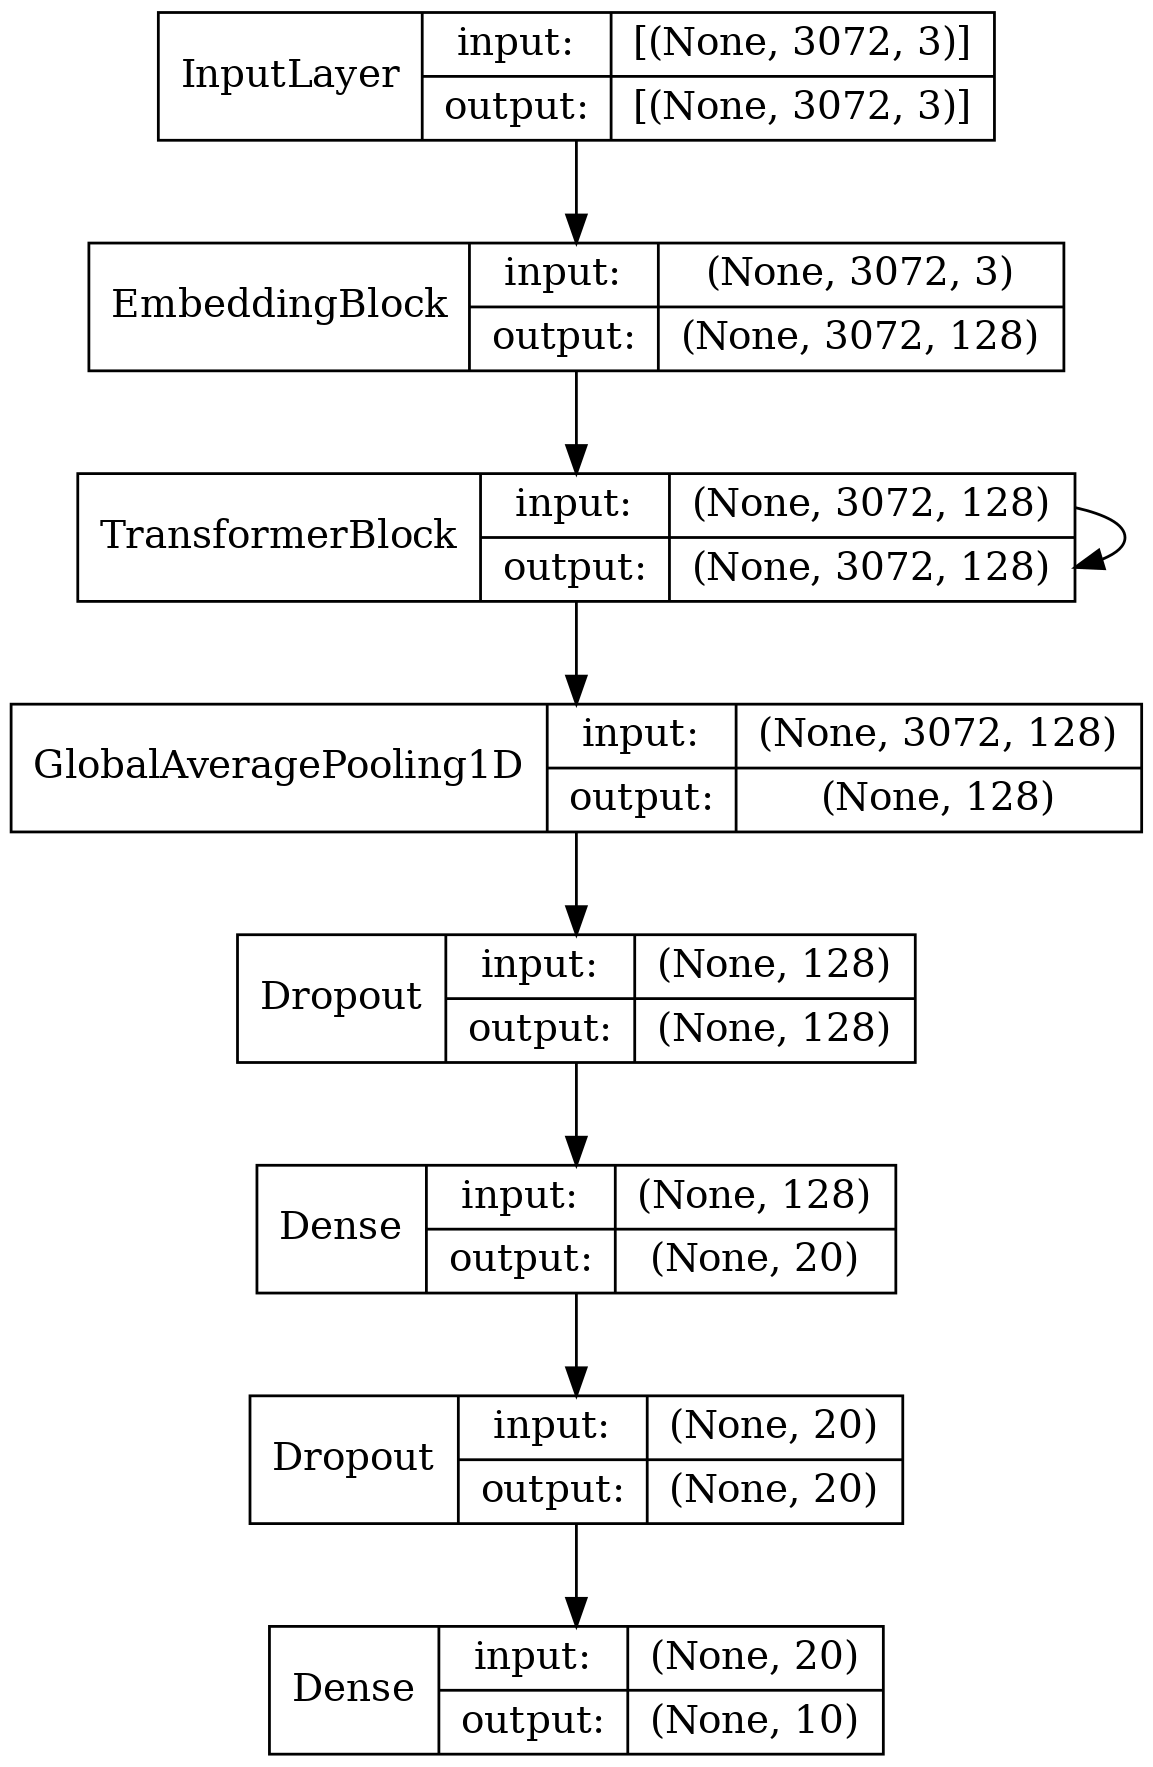 InputLayer
input:
[(None, 3072, 3)]
output:
[(None, 3072, 3)]
EmbeddingBlock
input:
(None, 3072, 3)
output:
(None, 3072, 128)
TransformerBlock
input:
(None, 3072, 128)
output:
(None, 3072, 128)
GlobalAveragePooling1D
input:
(None, 3072, 128)
output:
(None, 128)
Dropout
input:
(None, 128)
output:
(None, 128)
Dense
input:
(None, 128)
output:
(None, 20)
Dropout
input:
(None, 20)
output:
(None, 20)
Dense
input:
(None, 20)
output:
(None, 10)